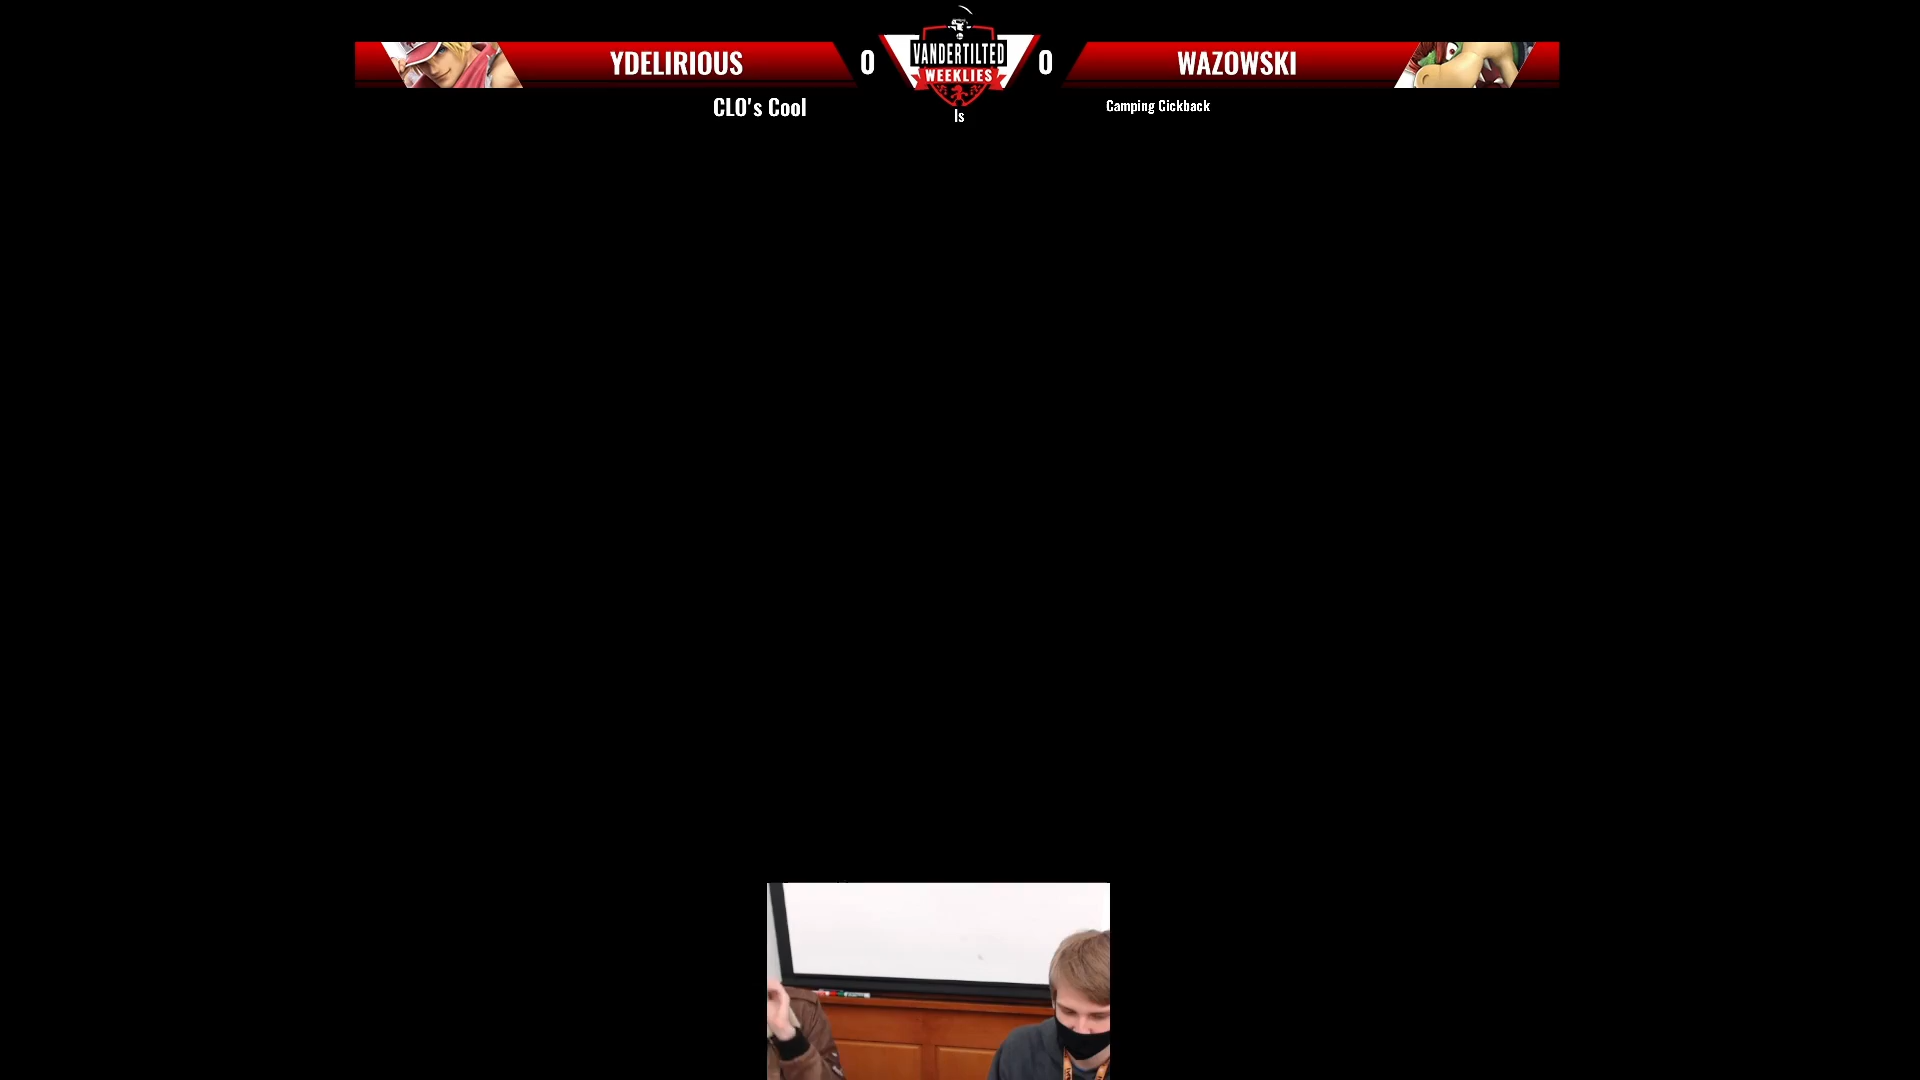 YDELIRIOUS 0 VANDERTILTED WEEKLIES 0 WAZOWSKI
CLO's Cool Is Camping Cickback